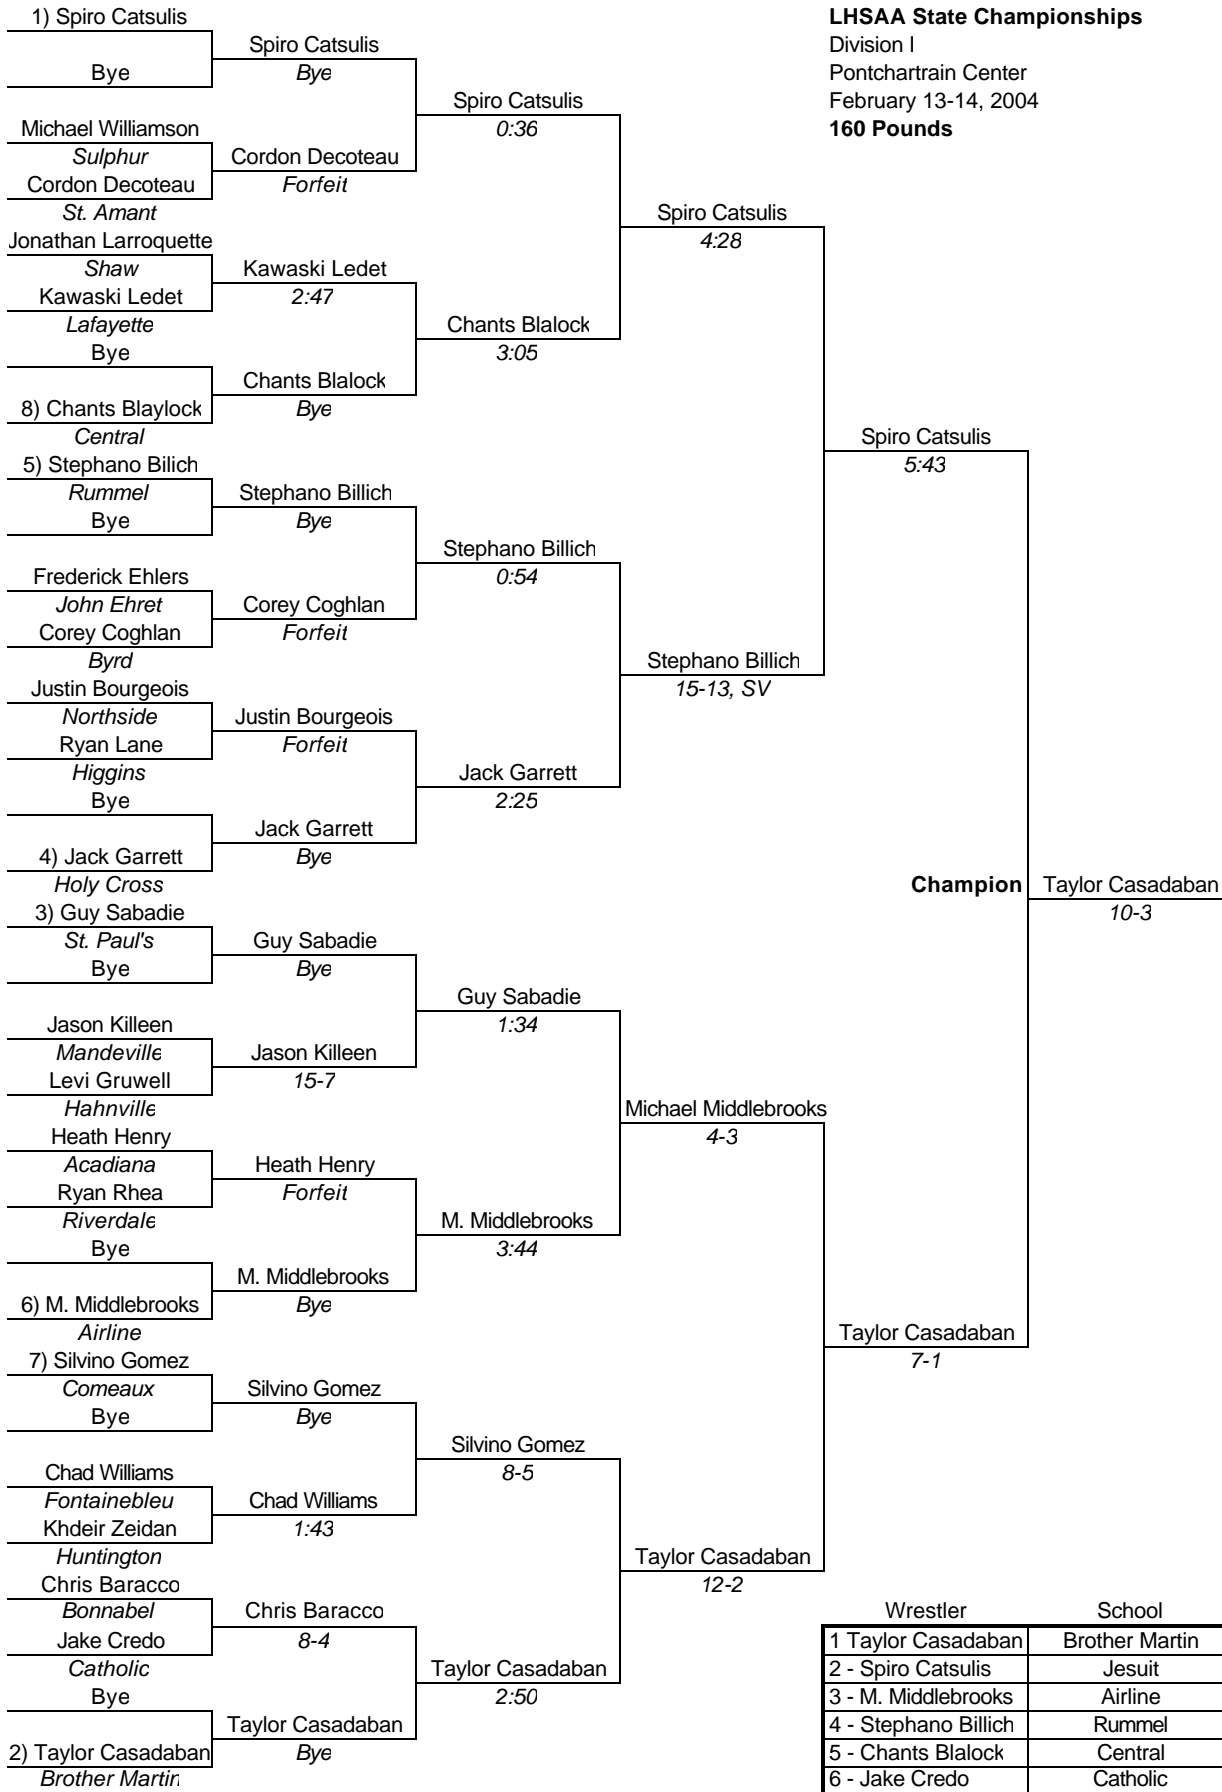 LHSAA State Championships
Division I
Pontchartrain Center
February 13-14, 2004
160 Pounds
1) Spiro Catsulis
Bye
Michael Williamson
Sulphur
Cordon Decoteau
St. Amant
Jonathan Larroquette
Shaw
Kawaski Ledet
Lafayette
Bye
8) Chants Blaylock
Central
5) Stephano Bilich
Rummel
Bye
Frederick Ehlers
John Ehret
Corey Coghlan
Byrd
Justin Bourgeois
Northside
Ryan Lane
Higgins
Bye
4) Jack Garrett
Holy Cross
3) Guy Sabadie
St. Paul's
Bye
Jason Killeen
Mandeville
Levi Gruwell
Hahnville
Heath Henry
Acadiana
Ryan Rhea
Riverdale
Bye
6) M. Middlebrooks
Airline
7) Silvino Gomez
Comeaux
Bye
Chad Williams
Fontainebleu
Khdeir Zeidan
Huntington
Chris Baracco
Bonnabel
Jake Credo
Catholic
Bye
2) Taylor Casadaban
Brother Martin
Spiro Catsulis
Bye
Cordon Decoteau
Forfeit
Kawaski Ledet
2:47
Chants Blalock
Bye
Stephano Billich
Bye
Corey Coghlan
Forfeit
Justin Bourgeois
Forfeit
Jack Garrett
Bye
Guy Sabadie
Bye
Jason Killeen
15-7
Heath Henry
Forfeit
M. Middlebrooks
Bye
Silvino Gomez
Bye
Chad Williams
1:43
Chris Baracco
8-4
Taylor Casadaban
Bye
Spiro Catsulis
0:36
Chants Blalock
3:05
Stephano Billich
0:54
Jack Garrett
2:25
Guy Sabadie
1:34
M. Middlebrooks
3:44
Silvino Gomez
8-5
Taylor Casadaban
2:50
Spiro Catsulis
4:28
Stephano Billich
15-13, SV
Michael Middlebrooks
4-3
Taylor Casadaban
12-2
Spiro Catsulis
5:43
Taylor Casadaban
7-1
Champion Taylor Casadaban
10-3
Wrestler School
1 Taylor Casadaban Brother Martin
2 - Spiro Catsulis Jesuit
3 - M. Middlebrooks Airline
4 - Stephano Billich Rummel
5 - Chants Blalock Central
6 - Jake Credo Catholic